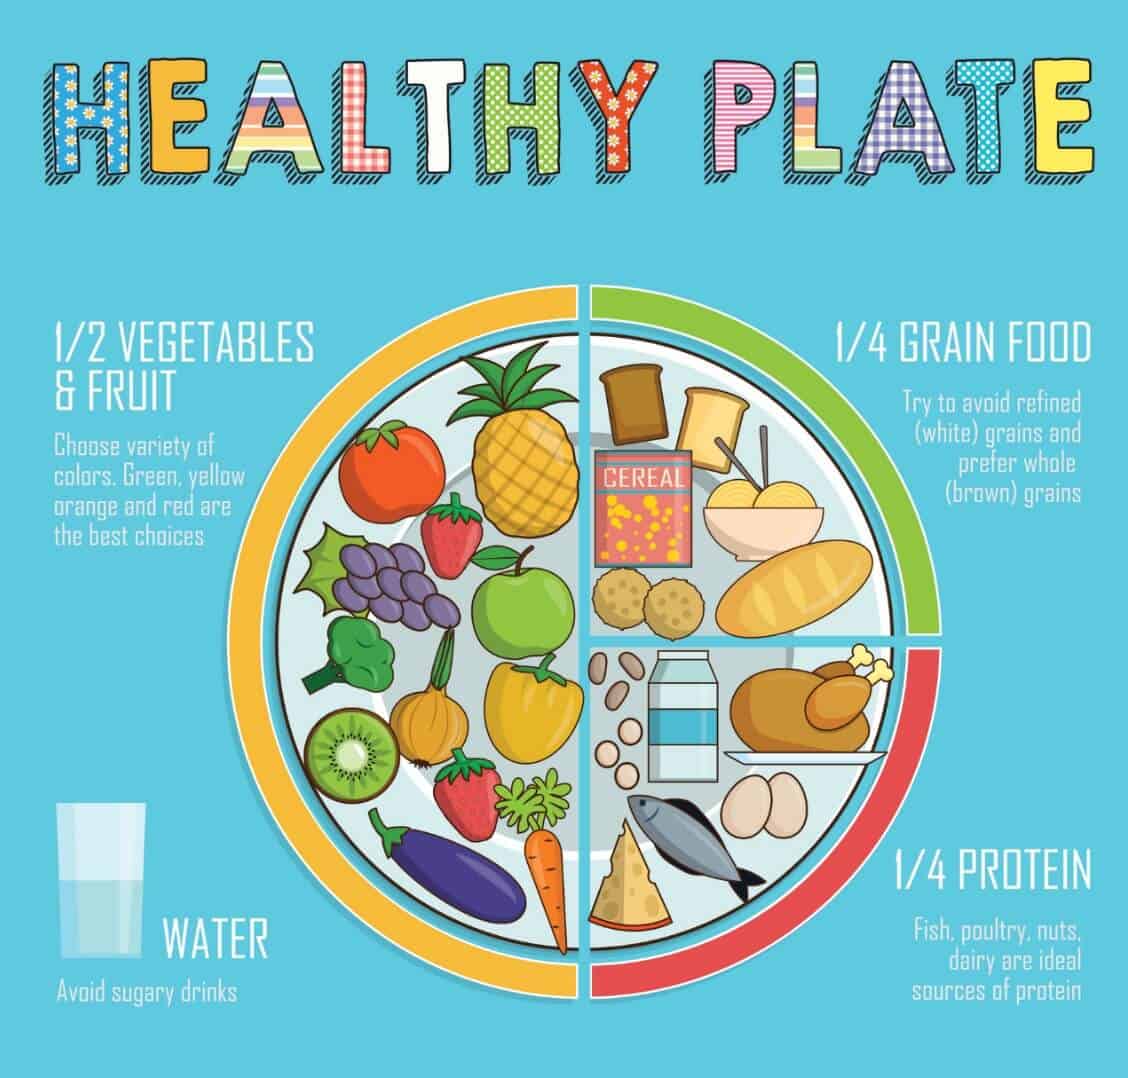 HEALTHY PLATE
1/2 VEGETABLES
& FRUIT
Choose variety of
colors. Green, yellow
orange and red are
the best choices
1/4 GRAIN FOOD
Try to avoid refined
(white) grains and
prefer whole
(brown) grains
CEREAL
WATER
Avoid sugary drinks
1/4 PROTEIN
Fish, poultry, nuts,
dairy are ideal
sources of protein